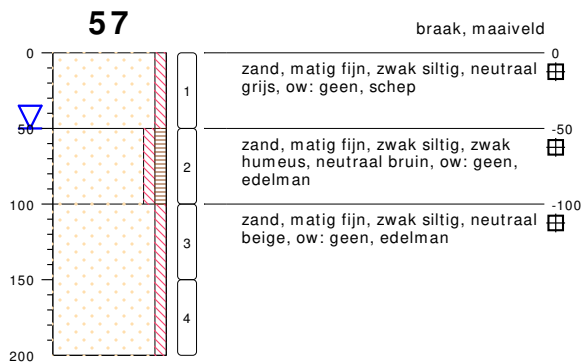 57
braak, maaiveld
0
0
zand, matig fijn, zwak siltig, neutraal
grijs, ow: geen, schep
1
50
-50
zand, matig fijn, zwak siltig, zwak
humeus, neutraal bruin, ow: geen,
edelman
2
100
-100
zand, matig fijn, zwak siltig, neutraal
beige, ow: geen, edelman
3
150
4
200